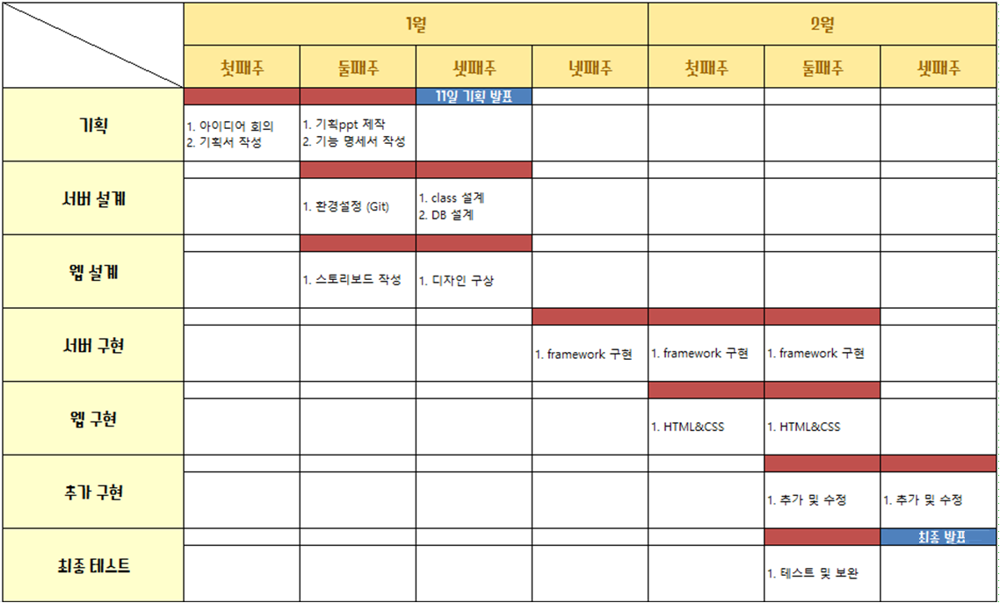 1월 2월
첫째주 둘째주 셋째주 넷째주 첫째주 둘째주 셋째주
11일 기획 발표
기획
1. 아이디어 회의
2. 기획서 작성
1. 기획ppt 제작
2. 기능 명세서 작성
서버 설계
1. 환경설정 (Git)
1. class 설계
2. DB 설계
웹 설계
1. 스토리보드 작성
1. 디자인 구상
서버 구현
1. framework 구현
1. framework 구현
1. framework 구현
웹 구현
1. HTML&CSS
1. HTML&CSS
추가 구현
1. 추가 및 수정
1. 추가 및 수정
최종 발표
최종 테스트
1. 테스트 및 보완